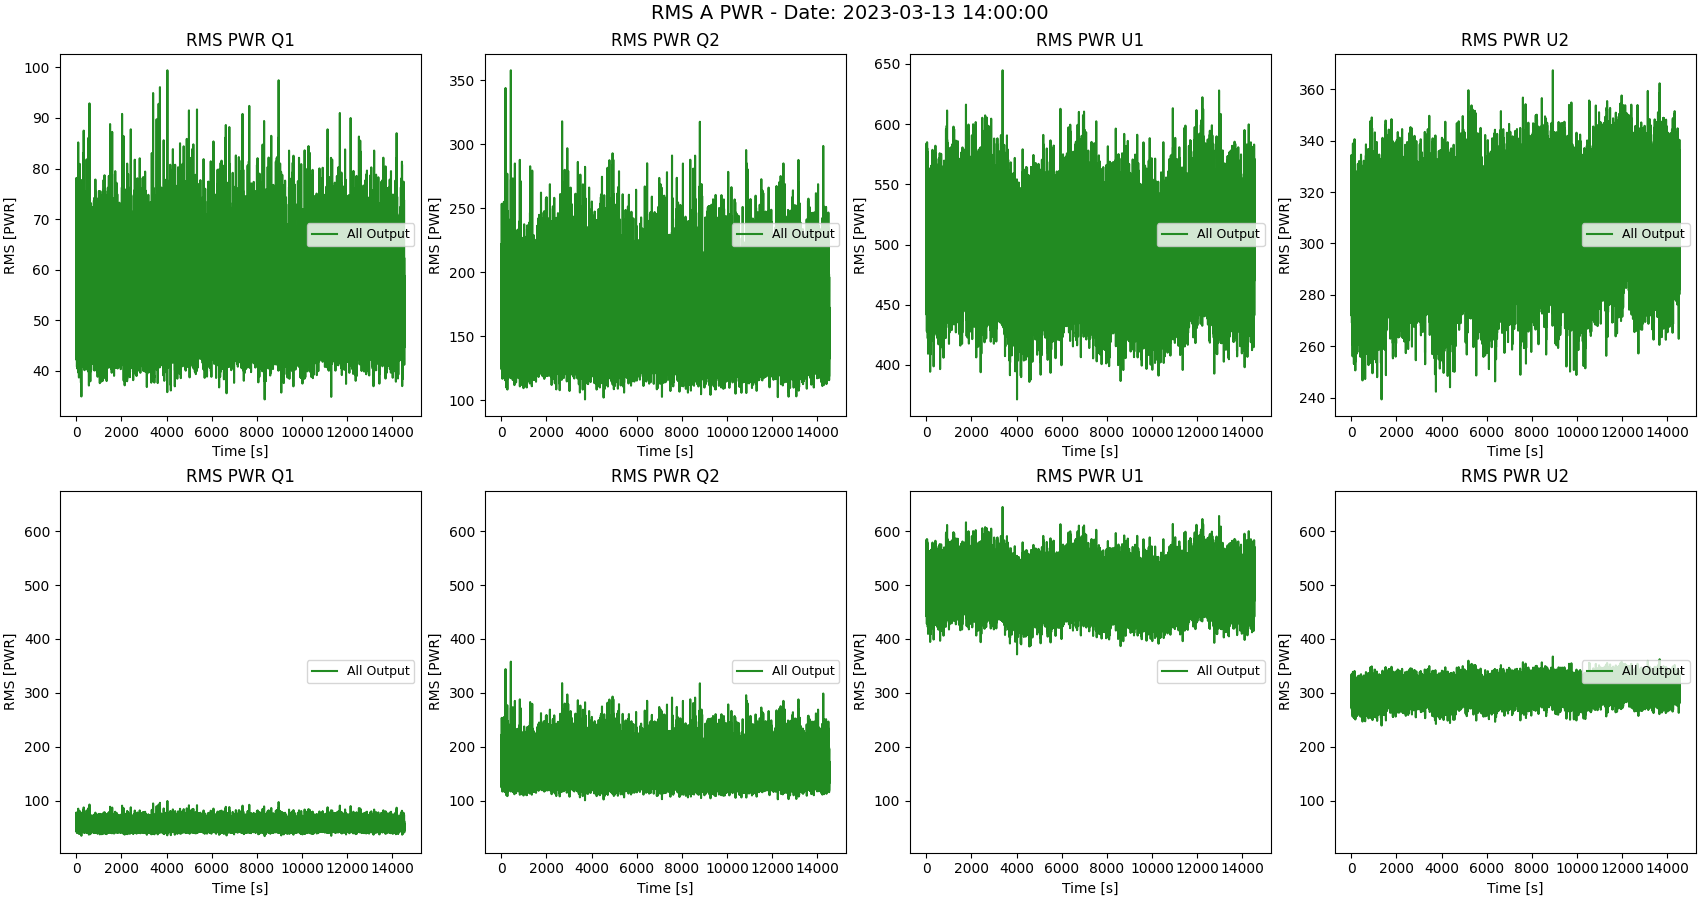 RMS A PWR - Date: 2023-03-13 14:00:00
RMS PWR Q1
RMS [PWR]
100
90
80
70
60
50
40
All Output
0 2000 4000 6000 8000 10000 12000 14000
Time [s]
RMS PWR Q2
RMS [PWR]
350
300
250
200
150
100
All Output
0 2000 4000 6000 8000 10000 12000 14000
Time [s]
RMS PWR U1
RMS [PWR]
650
600
550
500
450
400
All Output
0 2000 4000 6000 8000 10000 12000 14000
Time [s]
RMS PWR U2
RMS [PWR]
360
340
320
300
280
260
240
All Output
0 2000 4000 6000 8000 10000 12000 14000
Time [s]
RMS PWR Q1
RMS [PWR]
600
500
400
300
200
100
All Output
0 2000 4000 6000 8000 10000 12000 14000
Time [s]
RMS PWR Q2
RMS [PWR]
600
500
400
300
200
100
All Output
0 2000 4000 6000 8000 10000 12000 14000
Time [s]
RMS PWR U1
RMS [PWR]
600
500
400
300
200
100
All Output
0 2000 4000 6000 8000 10000 12000 14000
Time [s]
RMS PWR U2
RMS [PWR]
600
500
400
300
200
100
All Output
0 2000 4000 6000 8000 10000 12000 14000
Time [s]